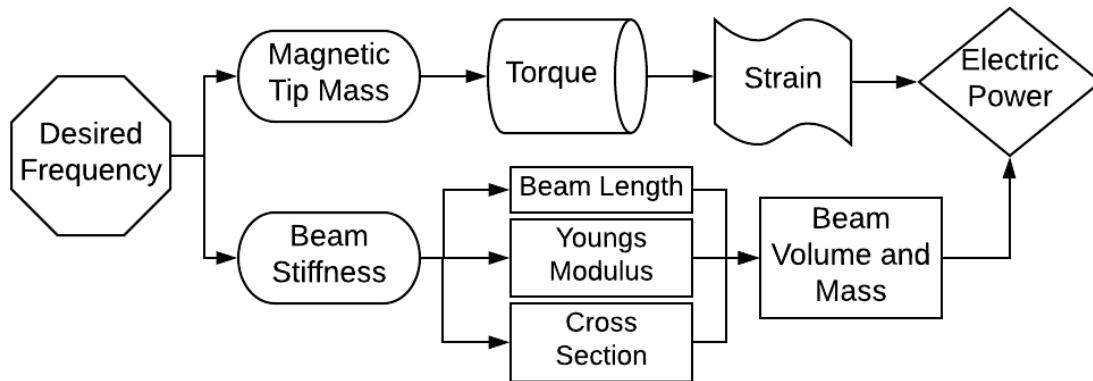 Desired
Frequency
Magnetic
Tip Mass
Torque
Strain
Electric
Power
Beam
Stiffness
Beam Length
Youngs
Modulus
Cross
Section
Beam
Volume and
Mass